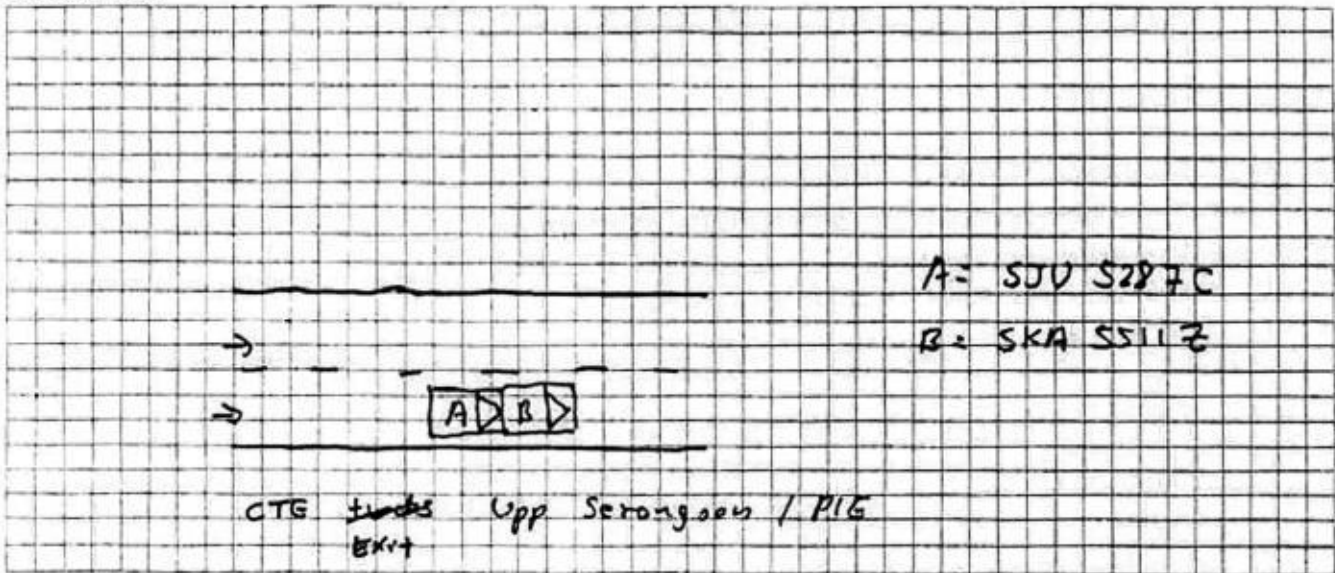 A= SJV 5287C
B= SKA 5511Z
A B
CTE Upp Serangoon / PIE
Exit